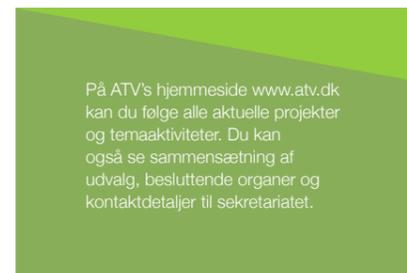 På ATV’s hjemmeside www.atv.dk
kan du følge alle aktuelle projekter
og temaaktiviteter. Du kan
også se sammensætning af
udvalg, besluttende organer og
kontaktdetaljer til sekretariatet.